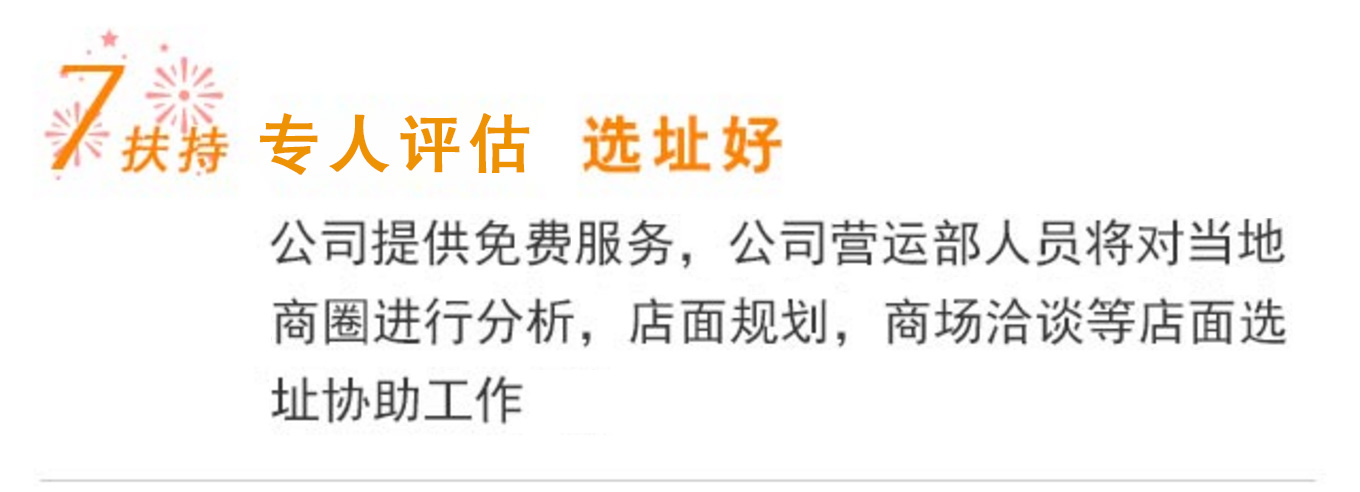 7扶持 专人评估 选址好
公司提供免费服务，公司营运部人员将对当地
商圈进行分析，店面规划，商场洽谈等店面选
址协助工作